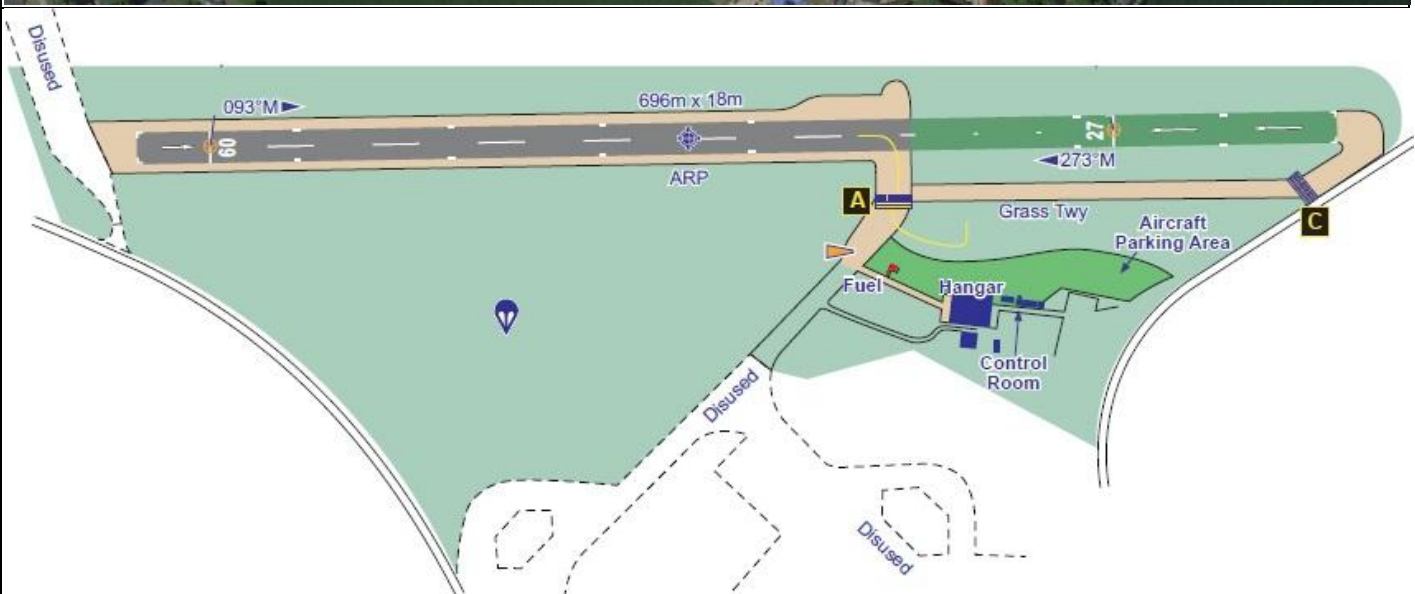 Disused
093°M
696m x 18m
09
27
273°M
ARP
A
Grass Twy
C
Aircraft
Parking Area
Fuel
Hangar
Control
Room
Disused
Disused